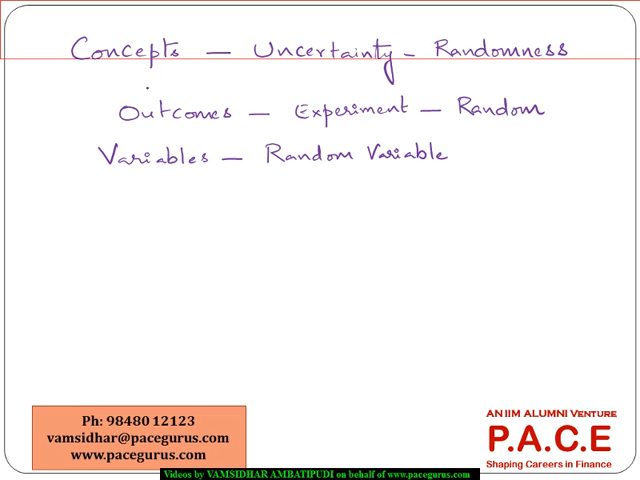 Concepts — Uncertainty — Randomness
Outcomes — Experiment — Random
Variables — Random Variable
Ph: 98480 12123
vamsidhar@pacegurus.com
www.pacegurus.com
AN IIM ALUMNI VENTURE
P.A.C.E
Shaping Careers in Finance
Videos by VAMSIDHAR AMBATIPUDI on behalf of www.pacegurus.com